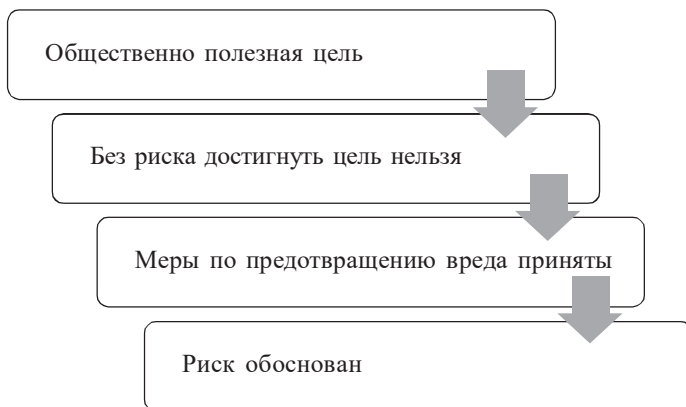 Общественно полезная цель
Без риска достигнуть цель нельзя
Меры по предотвращению вреда приняты
Риск обоснован